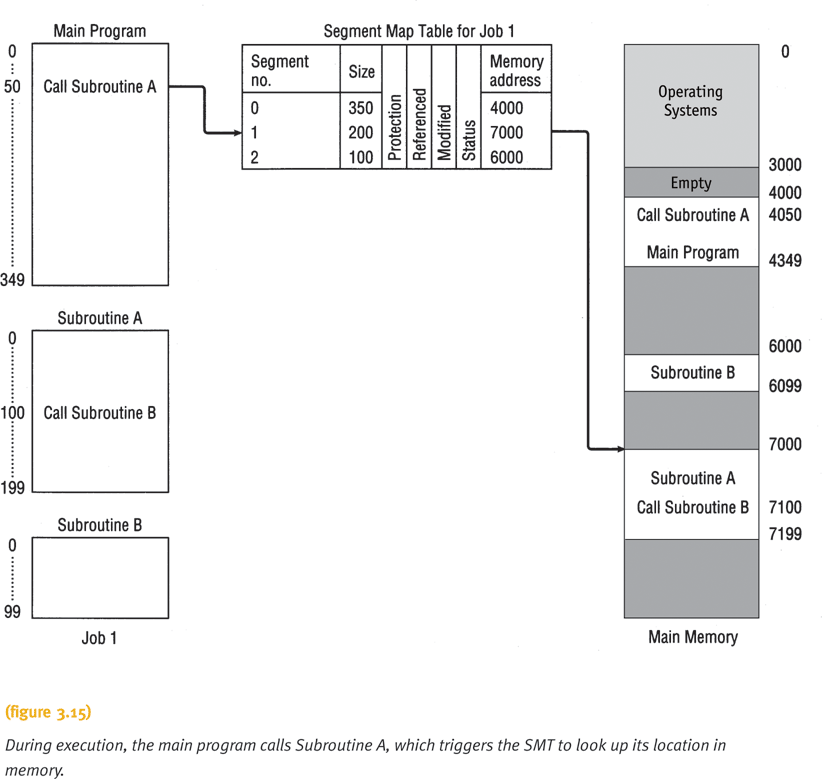 Main Program
0
50
Call Subroutine A
349
Subroutine A
0
100
Call Subroutine B
199
Subroutine B
0
99
Job 1
Segment Map Table for Job 1
Segment
no.
Size
Protection
Referenced
Modified
Status
Memory
address
0
350
4000
1
200
7000
2
100
6000
0
Operating
Systems
3000
Empty
4000
Call Subroutine A
4050
Main Program
4349
6000
Subroutine B
6099
7000
Subroutine A
Call Subroutine B
7100
7199
Main Memory
(figure 3.15)
During execution, the main program calls Subroutine A, which triggers the SMT to look up its location in
memory.